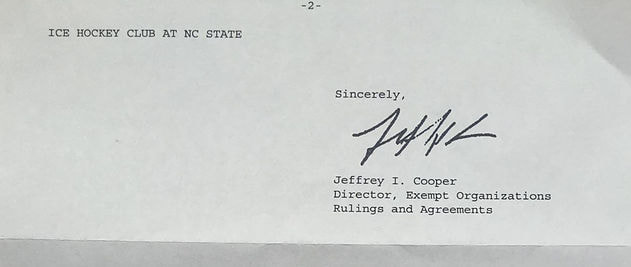 -2-
ICE HOCKEY CLUB AT NC STATE
Sincerely,
Jeffrey I. Cooper
Director, Exempt Organizations
Rulings and Agreements